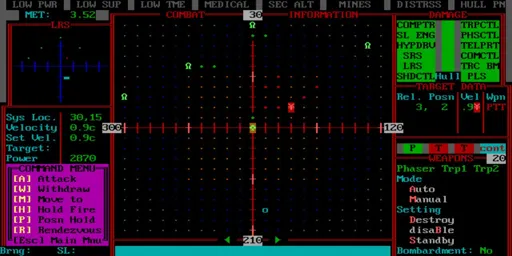 LOW PWR LOW SUP LOW TME MEDICAL SEC ALT MINES DISTRSS HULL PN
MET: 3.52
LRS
Sys Loc. 30,15
Velocity 0.9c
Set Vel. 0.9c
Target:
Power 2870
COMMAND MENU
[A] Attack
[W] Withdraw
[M] Move to
[H] Hold Fire
[P] Posn Hold
[R] Rendezvous
[Esc] Main Mnu
Brng: SL:
COMBAT 30 INFORMATION
300 120
210
DAMAGE
COMPTR TRPCTL
SL ENG PHSCTL
HYPDRV TELPRT
SRS COMCTL
LRS TRC BM
SHDCTL Hull PLS
TARGET DATA
Rel. Posn Vel Wpn
3, 2 .9 PTT
P T T cont
WEAPONS 20
Phaser Trp1 Trp2
Mode
Auto
Manual
Setting
Destroy
disaBle
Standby
Bombardment: No